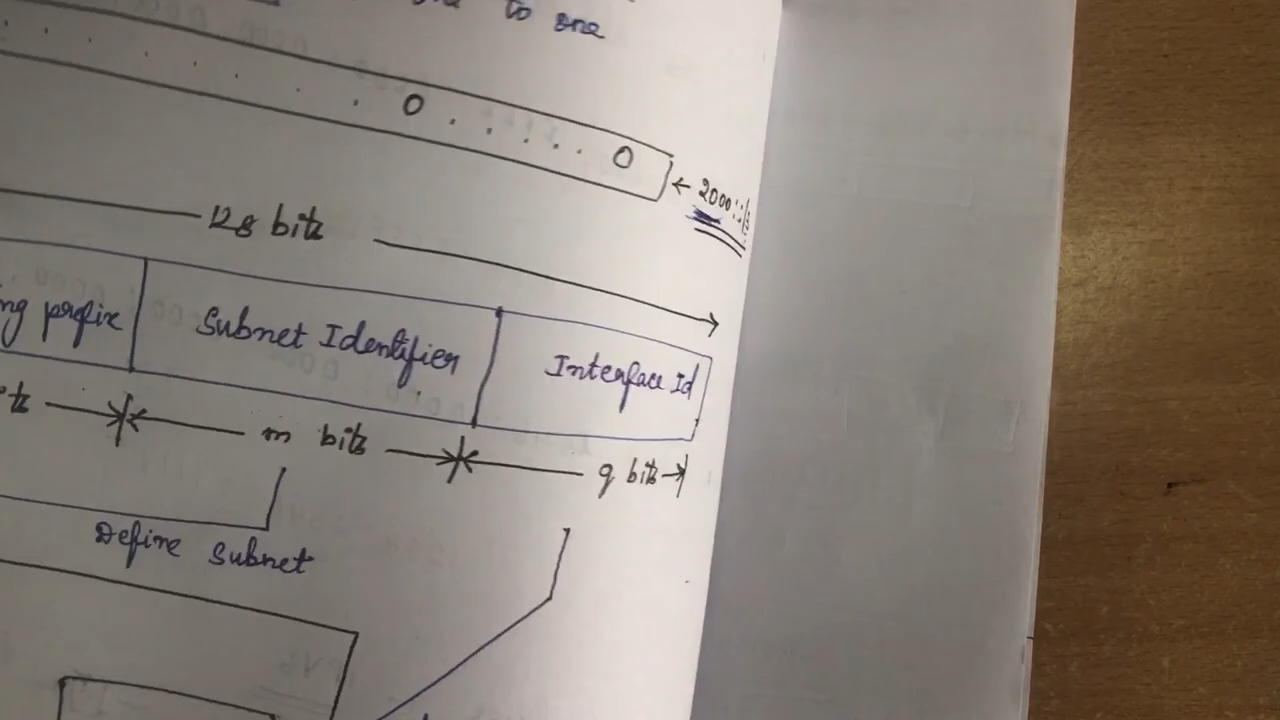 to one
0 0
← 2000::/3
128 bits
ng prefix Subnet Identifier Interface Id
m bits q bits
Define Subnet